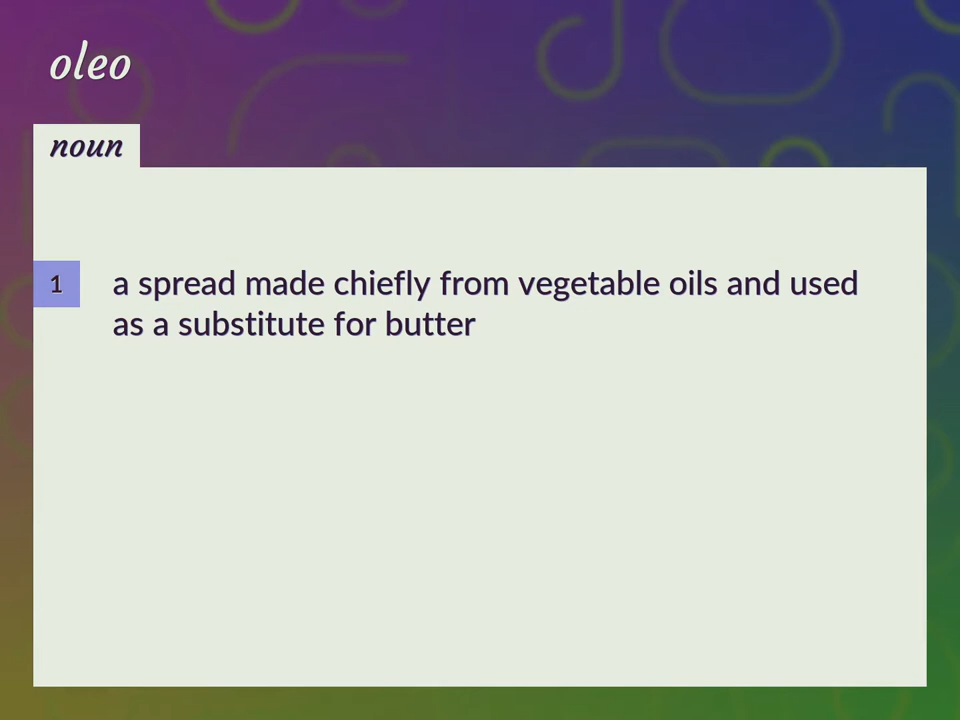 oleo
noun
1
a spread made chiefly from vegetable oils and used
as a substitute for butter